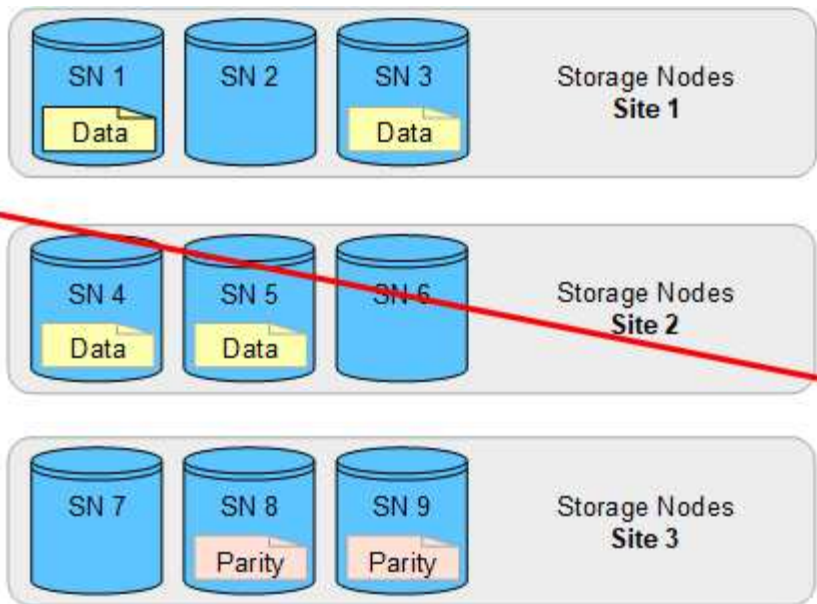 SN 1
SN 2
SN 3
Storage Nodes
Site 1
Data
Data
SN 4
SN 5
SN 6
Storage Nodes
Site 2
Data
Data
SN 7
SN 8
SN 9
Storage Nodes
Site 3
Parity
Parity